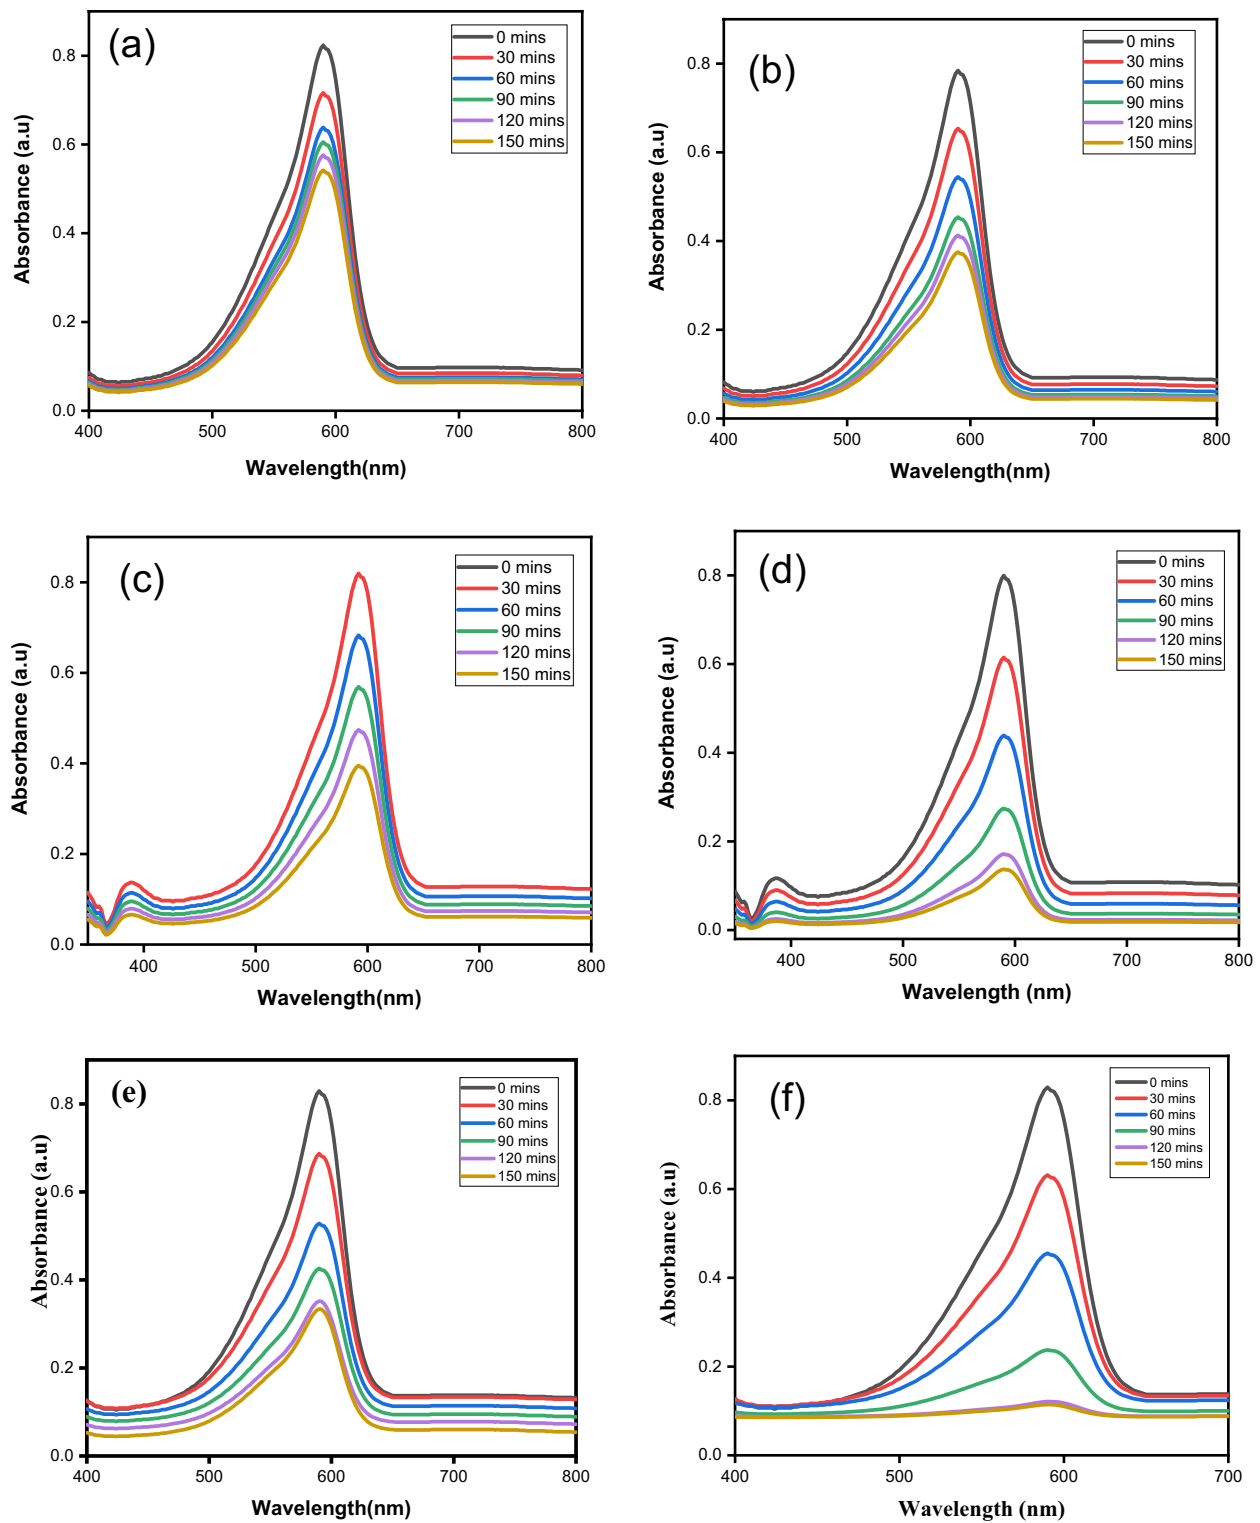 (a)
0 mins
30 mins
60 mins
90 mins
120 mins
150 mins
Absorbance (a.u)
0.8
0.6
0.4
0.2
0.0
400 500 600 700 800
Wavelength(nm)
(b)
0 mins
30 mins
60 mins
90 mins
120 mins
150 mins
Absorbance (a.u)
0.8
0.6
0.4
0.2
0.0
400 500 600 700 800
Wavelength(nm)
(c)
0 mins
30 mins
60 mins
90 mins
120 mins
150 mins
Absorbance (a.u)
0.8
0.6
0.4
0.2
0.0
400 500 600 700 800
Wavelength(nm)
(d)
0 mins
30 mins
60 mins
90 mins
120 mins
150 mins
Absorbance (a.u)
0.8
0.6
0.4
0.2
0.0
400 500 600 700 800
Wavelength (nm)
(e)
0 mins
30 mins
60 mins
90 mins
120 mins
150 mins
Absorbance (a.u)
0.8
0.6
0.4
0.2
0.0
400 500 600 700 800
Wavelength(nm)
(f)
0 mins
30 mins
60 mins
90 mins
120 mins
150 mins
Absorbance (a.u)
0.8
0.6
0.4
0.2
0.0
400 500 600 700
Wavelength (nm)